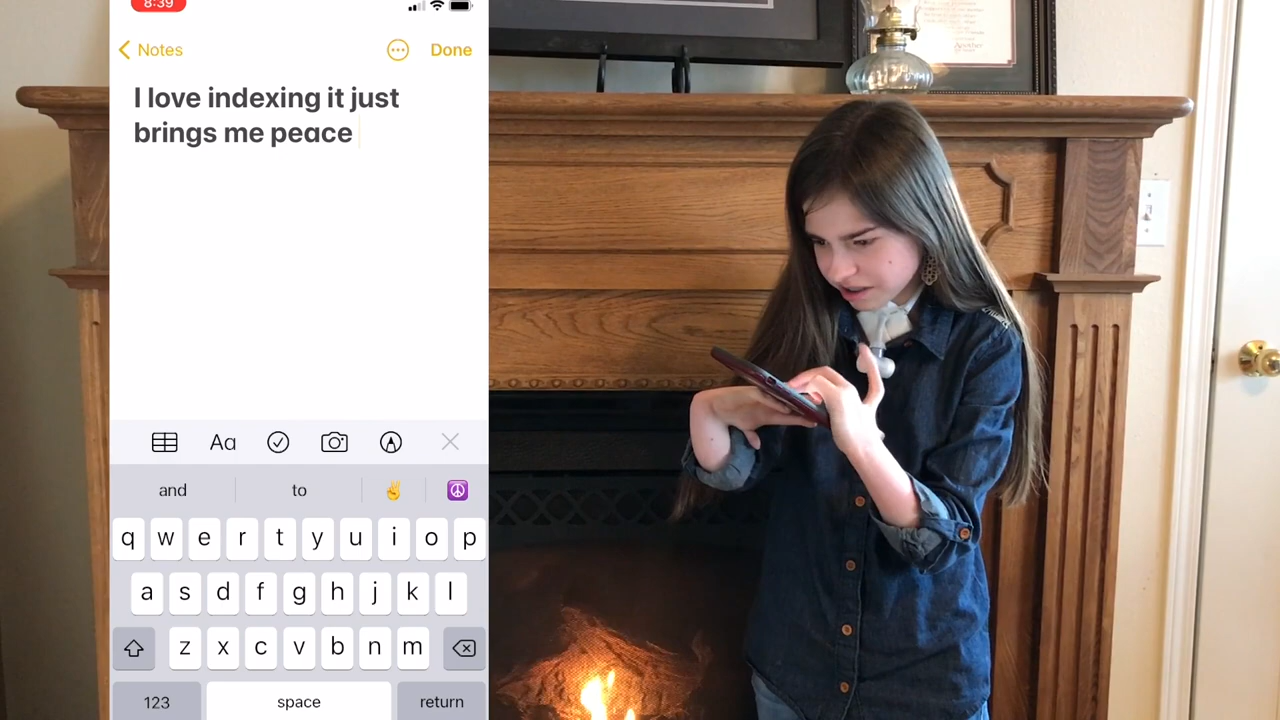 8:39
Notes
Done
I love indexing it just
brings me peace
Aa
and to
q w e r t y u i o p
a s d f g h j k l
z x c v b n m
123 space return